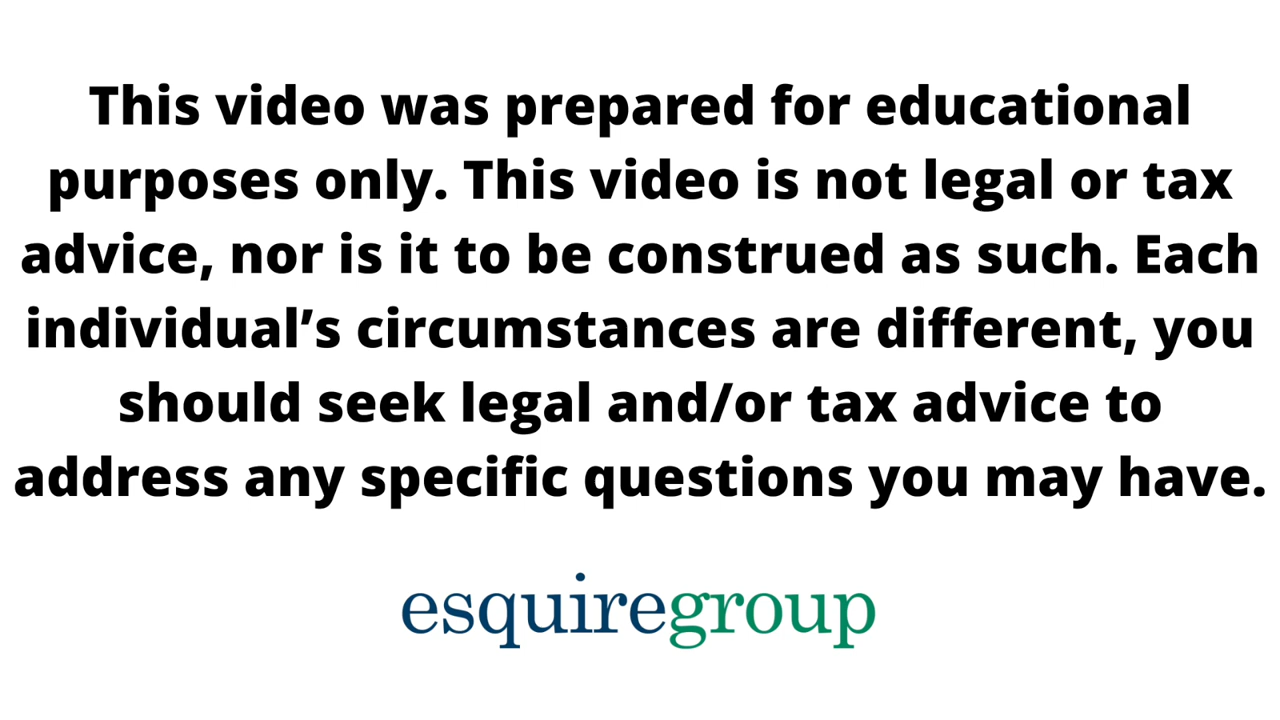 This video was prepared for educational
purposes only. This video is not legal or tax
advice, nor is it to be construed as such. Each
individual’s circumstances are different, you
should seek legal and/or tax advice to
address any specific questions you may have.
esquiregroup